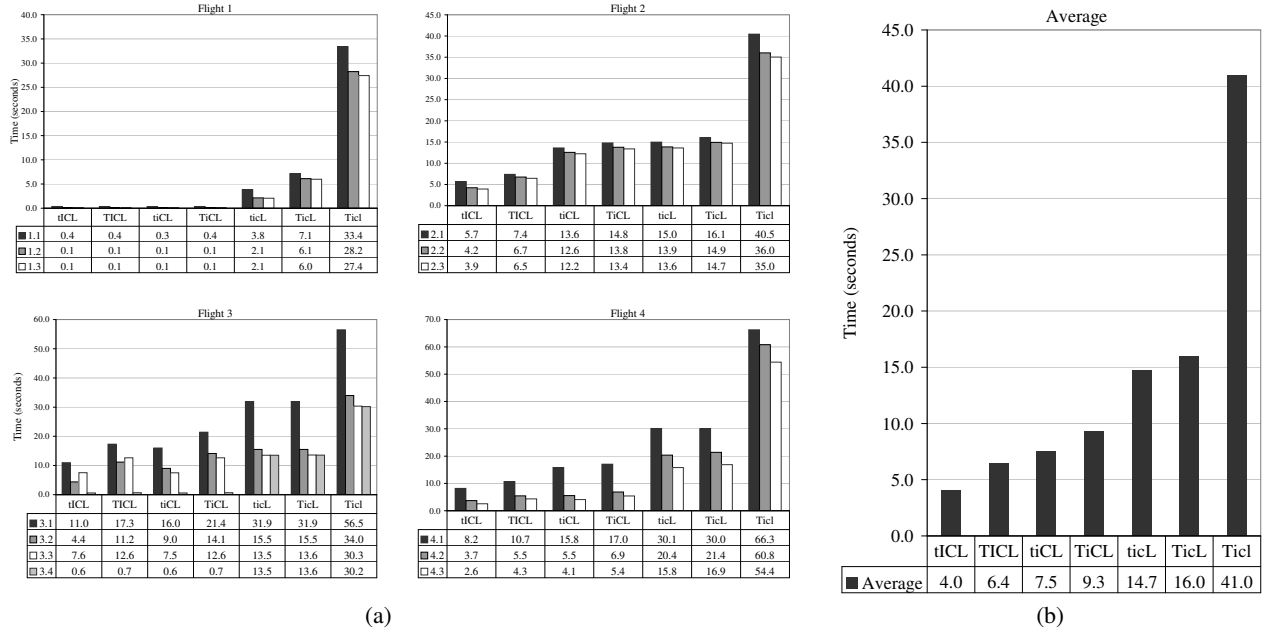 Flight 1
Time (seconds)
40.0
35.0
30.0
25.0
20.0
15.0
10.0
5.0
0.0
tICL TICL tiCL TiCL ticL TicL Ticl
1.1 0.4 0.4 0.3 0.4 3.8 7.1 33.4
1.2 0.1 0.1 0.1 0.1 2.1 6.1 28.2
1.3 0.1 0.1 0.1 0.1 2.1 6.0 27.4
Flight 2
45.0
40.0
35.0
30.0
25.0
20.0
15.0
10.0
5.0
0.0
tICL TICL tiCL TiCL ticL TicL Ticl
2.1 5.7 7.4 13.6 14.8 15.0 16.1 40.5
2.2 4.2 6.7 12.6 13.8 13.9 14.9 36.0
2.3 3.9 6.5 12.2 13.4 13.6 14.7 35.0
Flight 3
Time (seconds)
60.0
50.0
40.0
30.0
20.0
10.0
0.0
tICL TICL tiCL TiCL ticL TicL Ticl
3.1 11.0 17.3 16.0 21.4 31.9 31.9 56.5
3.2 4.4 11.2 9.0 14.1 15.5 15.5 34.0
3.3 7.6 12.6 7.5 12.6 13.5 13.6 30.3
3.4 0.6 0.7 0.6 0.7 13.5 13.6 30.2
Flight 4
70.0
60.0
50.0
40.0
30.0
20.0
10.0
0.0
tICL TICL tiCL TiCL ticL TicL Ticl
4.1 8.2 10.7 15.8 17.0 30.1 30.0 66.3
4.2 3.7 5.5 5.5 6.9 20.4 21.4 60.8
4.3 2.6 4.3 4.1 5.4 15.8 16.9 54.4
(a)
Average
Time (seconds)
45.0
40.0
35.0
30.0
25.0
20.0
15.0
10.0
5.0
0.0
tICL TICL tiCL TiCL ticL TicL Ticl
Average 4.0 6.4 7.5 9.3 14.7 16.0 41.0
(b)